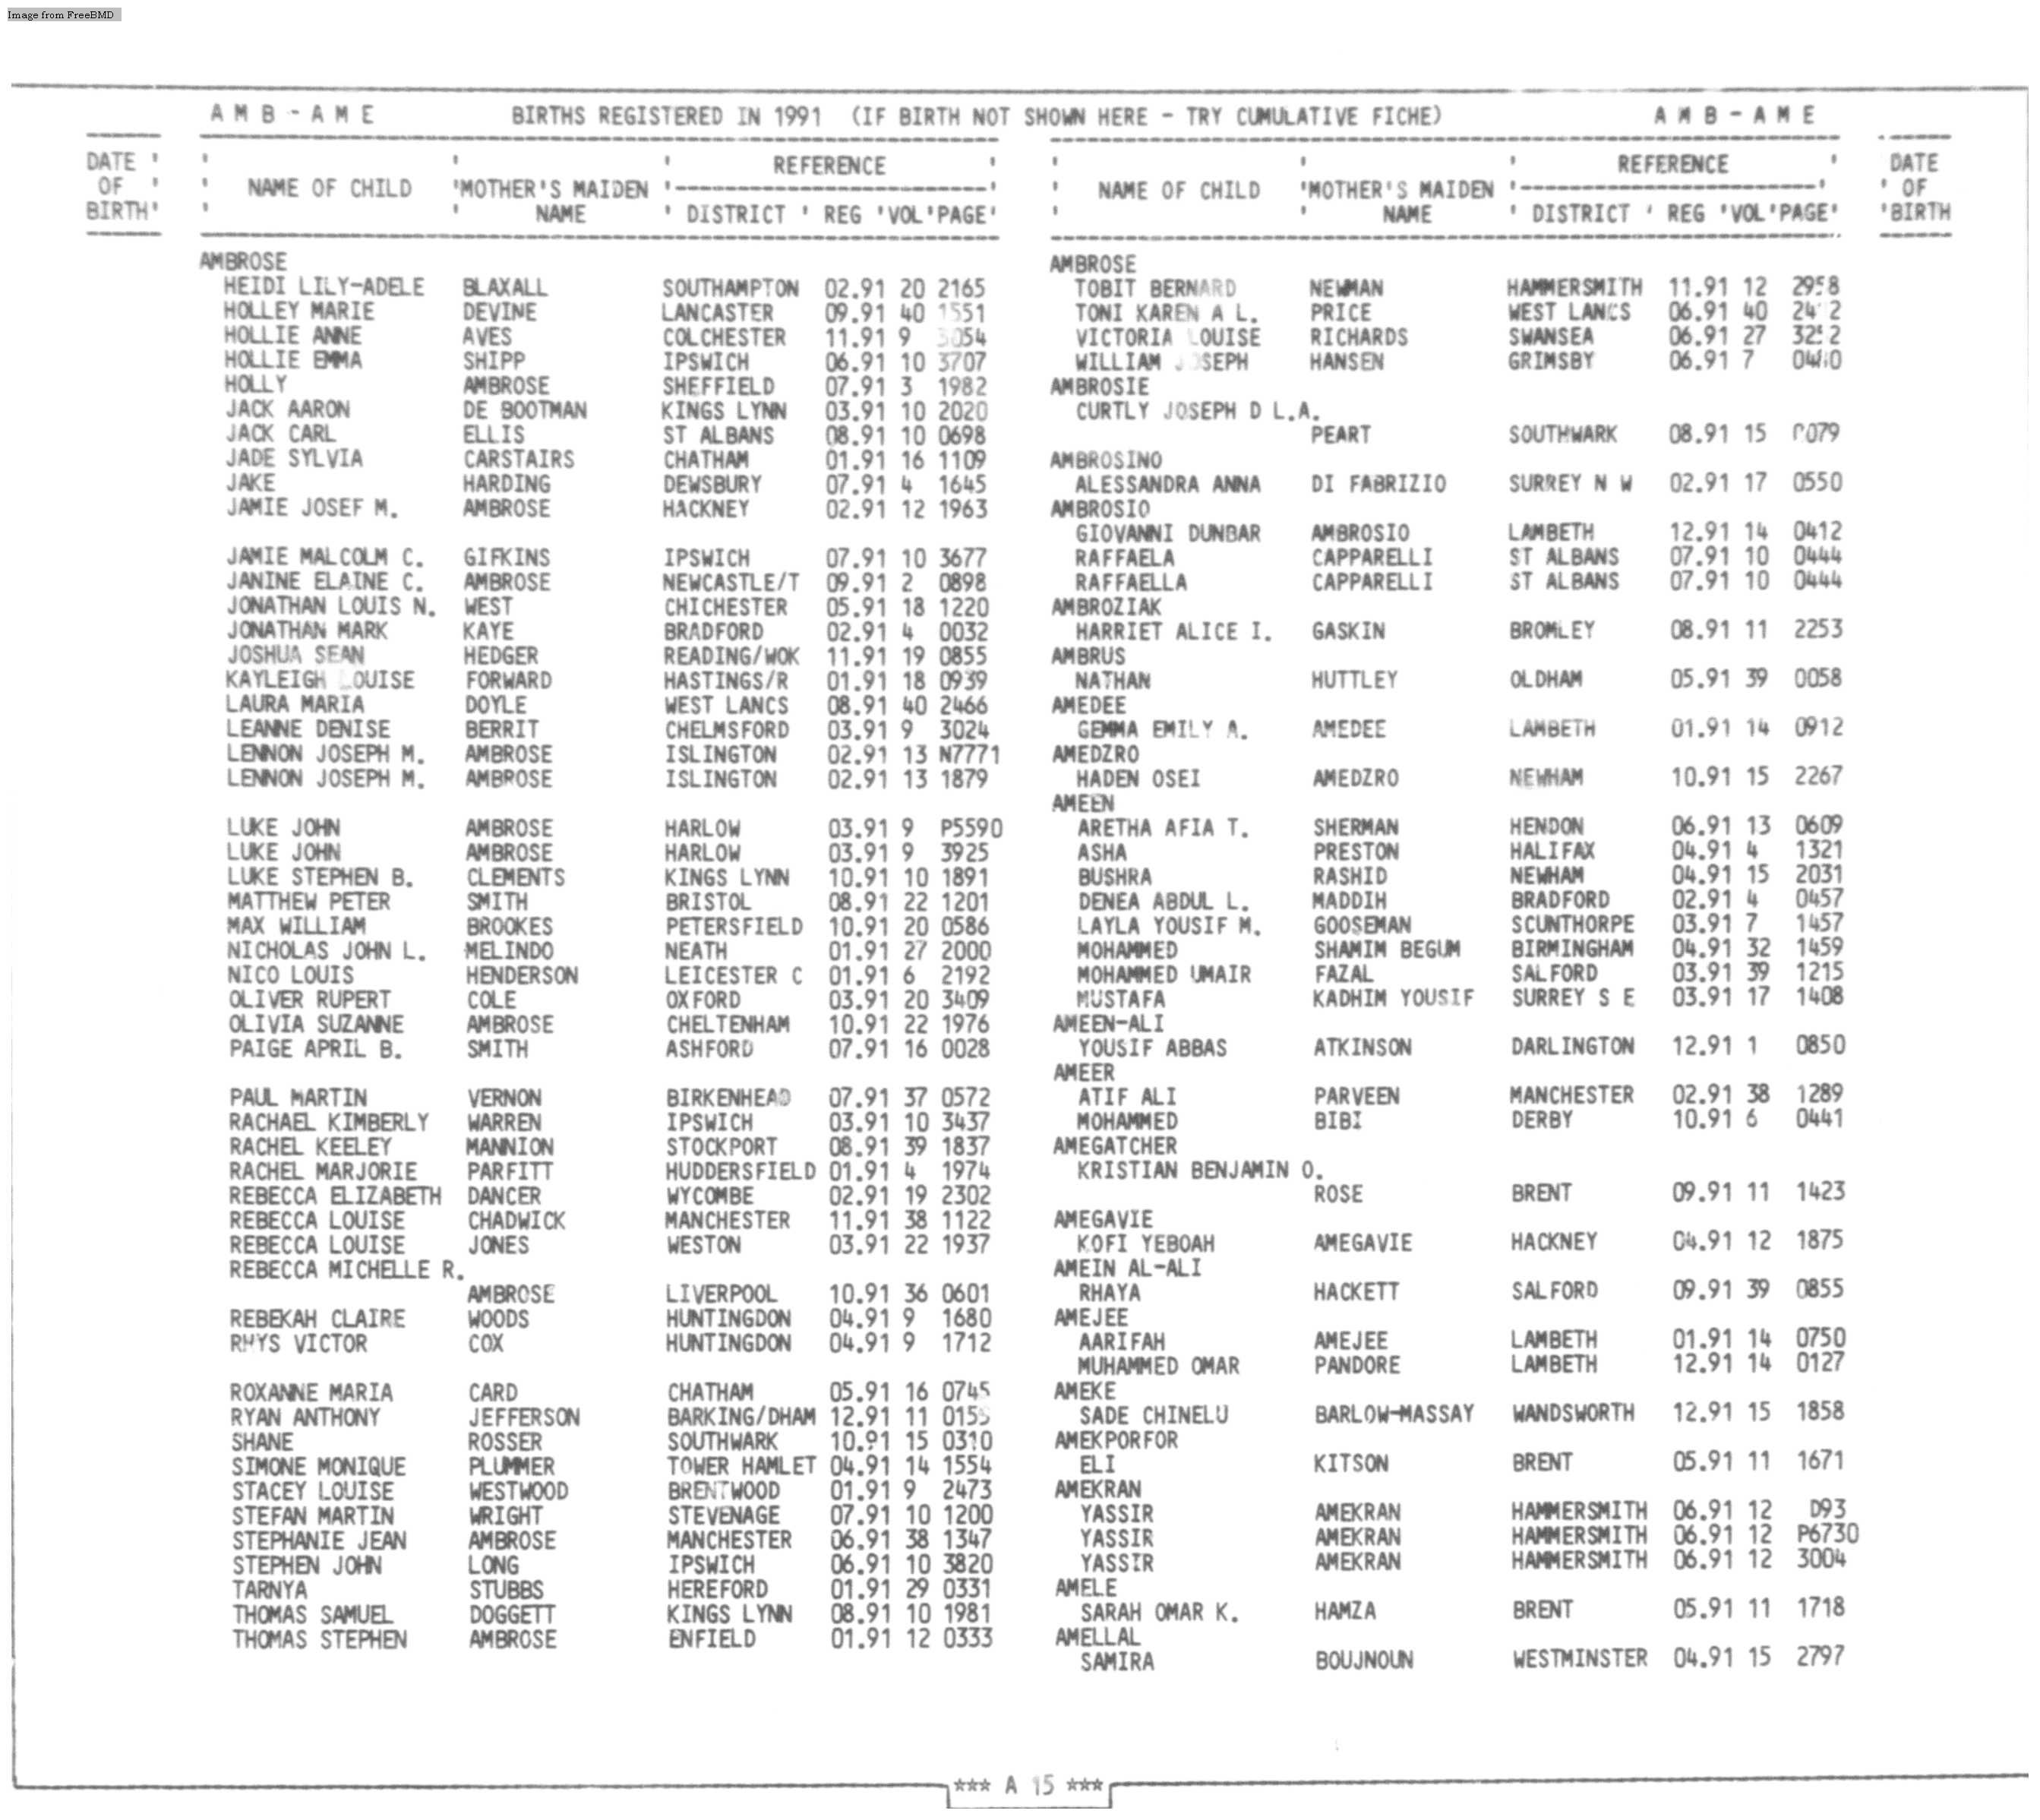 Image from FreeBMD
A M B - A M E BIRTHS REGISTERED IN 1991 (IF BIRTH NOT SHOWN HERE - TRY CUMULATIVE FICHE) A M B - A M E
DATE OF BIRTH
NAME OF CHILD MOTHER'S MAIDEN NAME REFERENCE DISTRICT REG VOL PAGE
AMBROSE
HEIDI LILY-ADELE BLAXALL SOUTHAMPTON 02.91 20 2165
HOLLEY MARIE DEVINE LANCASTER 09.91 40 1551
HOLLIE ANNE AVES COLCHESTER 11.91 9 3054
HOLLIE EMMA SHIPP IPSWICH 06.91 10 3707
HOLLY AMBROSE SHEFFIELD 07.91 3 1982
JACK AARON DE BOOTMAN KINGS LYNN 03.91 10 2020
JACK CARL ELLIS ST ALBANS 08.91 10 0698
JADE SYLVIA CARSTAIRS CHATHAM 01.91 16 1109
JAKE HARDING DEWSBURY 07.91 4 1645
JAMIE JOSEF M. AMBROSE HACKNEY 02.91 12 1963
JAMIE MALCOLM C. GIFKINS IPSWICH 07.91 10 3677
JANINE ELAINE C. AMBROSE NEWCASTLE/T 09.91 2 0898
JONATHAN LOUIS N. WEST CHICHESTER 05.91 18 1220
JONATHAN MARK KAYE BRADFORD 02.91 4 0032
JOSHUA SEAN HEDGER READING/WOK 11.91 19 0855
KAYLEIGH LOUISE FORWARD HASTINGS/R 01.91 18 0939
LAURA MARIA DOYLE WEST LANCS 08.91 40 2466
LEANNE DENISE BERRIT CHELMSFORD 03.91 9 3024
LENNON JOSEPH M. AMBROSE ISLINGTON 02.91 13 N7771
LENNON JOSEPH M. AMBROSE ISLINGTON 02.91 13 1879
LUKE JOHN AMBROSE HARLOW 03.91 9 P5590
LUKE JOHN AMBROSE HARLOW 03.91 9 3925
LUKE STEPHEN B. CLEMENTS KINGS LYNN 10.91 10 1891
MATTHEW PETER SMITH BRISTOL 08.91 22 1201
MAX WILLIAM BROOKES PETERSFIELD 10.91 20 0586
NICHOLAS JOHN L. MELINDO NEATH 01.91 27 2000
NICO LOUIS HENDERSON LEICESTER C 01.91 6 2192
OLIVER RUPERT COLE OXFORD 03.91 20 3409
OLIVIA SUZANNE AMBROSE CHELTENHAM 10.91 22 1976
PAIGE APRIL B. SMITH ASHFORD 07.91 16 0028
PAUL MARTIN VERNON BIRKENHEAD 07.91 37 0572
RACHAEL KIMBERLY WARREN IPSWICH 03.91 10 3437
RACHEL KEELEY MANNION STOCKPORT 08.91 39 1837
RACHEL MARJORIE PARFITT HUDDERSFIELD 01.91 4 1974
REBECCA ELIZABETH DANCER WYCOMBE 02.91 19 2302
REBECCA LOUISE CHADWICK MANCHESTER 11.91 38 1122
REBECCA LOUISE JONES WESTON 03.91 22 1937
REBECCA MICHELLE R.
AMBROSE LIVERPOOL 10.91 36 0601
REBEKAH CLAIRE WOODS HUNTINGDON 04.91 9 1680
RHYS VICTOR COX HUNTINGDON 04.91 9 1712
ROXANNE MARIA CARD CHATHAM 05.91 16 0745
RYAN ANTHONY JEFFERSON BARKING/DHAM 12.91 11
SHANE ROSSER SOUTHWARK 10.91 15 0310
SIMONE MONIQUE PLUMMER TOWER HAMLET 04.91 14 1554
STACEY LOUISE WESTWOOD BRENTWOOD 01.91 9 2473
STEFAN MARTIN WRIGHT STEVENAGE 07.91 10 1200
STEPHANIE JEAN AMBROSE MANCHESTER 06.91 38 1347
STEPHEN JOHN LONG IPSWICH 06.91 10 3820
TARNYA STUBBS HEREFORD 01.91 29 0331
THOMAS SAMUEL DOGGETT KINGS LYNN 08.91 10 1981
THOMAS STEPHEN AMBROSE ENFIELD 01.91 12 0333
NAME OF CHILD MOTHER'S MAIDEN NAME REFERENCE DISTRICT REG VOL PAGE
DATE OF BIRTH
AMBROSE
TOBIT BERNARD NEWMAN HAMMERSMITH 11.91 12 2958
TONI KAREN A L. PRICE WEST LANCS 06.91 40
VICTORIA LOUISE RICHARDS SWANSEA 06.91 27
WILLIAM JOSEPH HANSEN GRIMSBY 06.91 7
AMBROSIE
CURTLY JOSEPH D L.A.
PEART SOUTHWARK 08.91 15 0079
AMBROSINO
ALESSANDRA ANNA DI FABRIZIO SURREY N W 02.91 17 0550
AMBROSIO
GIOVANNI DUNBAR AMBROSIO LAMBETH 12.91 14 0412
RAFFAELA CAPPARELLI ST ALBANS 07.91 10 0444
RAFFAELLA CAPPARELLI ST ALBANS 07.91 10 0444
AMBROZIAK
HARRIET ALICE I. GASKIN BROMLEY 08.91 11 2253
AMBRUS
NATHAN HUTTLEY OLDHAM 05.91 39 0058
AMEDEE
GEMMA EMILY A. AMEDEE LAMBETH 01.91 14 0912
AMEDZRO
HADEN OSEI AMEDZRO NEWHAM 10.91 15 2267
AMEEN
ARETHA AFIA T. SHERMAN HENDON 06.91 13 0609
ASHA PRESTON HALIFAX 04.91 4 1321
BUSHRA RASHID NEWHAM 04.91 15 2031
DENEA ABDUL L. MADDIH BRADFORD 02.91 4 0457
LAYLA YOUSIF M. GOOSEMAN SCUNTHORPE 03.91 7 1457
MOHAMMED SHAMIM BEGUM BIRMINGHAM 04.91 32 1459
MOHAMMED UMAIR FAZAL SALFORD 03.91 39 1215
MUSTAFA KADHIM YOUSIF SURREY S E 03.91 17 1408
AMEEN-ALI
YOUSIF ABBAS ATKINSON DARLINGTON 12.91 1 0850
AMEER
ATIF ALI PARVEEN MANCHESTER 02.91 38 1289
MOHAMMED BIBI DERBY 10.91 6 0441
AMEGATCHER
KRISTIAN BENJAMIN O.
ROSE BRENT 09.91 11 1423
AMEGAVIE
KOFI YEBOAH AMEGAVIE HACKNEY 04.91 12 1875
AMEIN AL-ALI
RHAYA HACKETT SALFORD 09.91 39 0855
AMEJEE
AARIFAH AMEJEE LAMBETH 01.91 14 0750
MUHAMMED OMAR PANDORE LAMBETH 12.91 14 0127
AMEKE
SADE CHINELU BARLOW-MASSAY WANDSWORTH 12.91 15 1858
AMEKPORFOR
ELI KITSON BRENT 05.91 11 1671
AMEKRAN
YASSIR AMEKRAN HAMMERSMITH 06.91 12 D93
YASSIR AMEKRAN HAMMERSMITH 06.91 12 P6730
YASSIR AMEKRAN HAMMERSMITH 06.91 12 3004
AMELE
SARAH OMAR K. HAMZA BRENT 05.91 11 1718
AMELLAL
SAMIRA BOUJNOUN WESTMINSTER 04.91 15 2797
*** A 15 ***